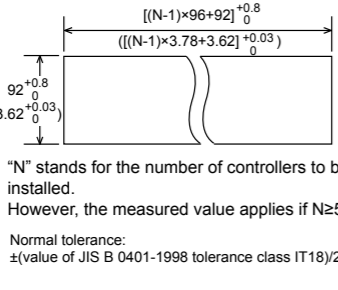 [(N-1)×96+92] +0.8 0
([(N-1)×3.78+3.62] +0.03 0 )
92 +0.8 0
3.62 +0.03 0 )
“N” stands for the number of controllers to b
installed.
However, the measured value applies if N≥5
Normal tolerance:
±(value of JIS B 0401-1998 tolerance class IT18)/2